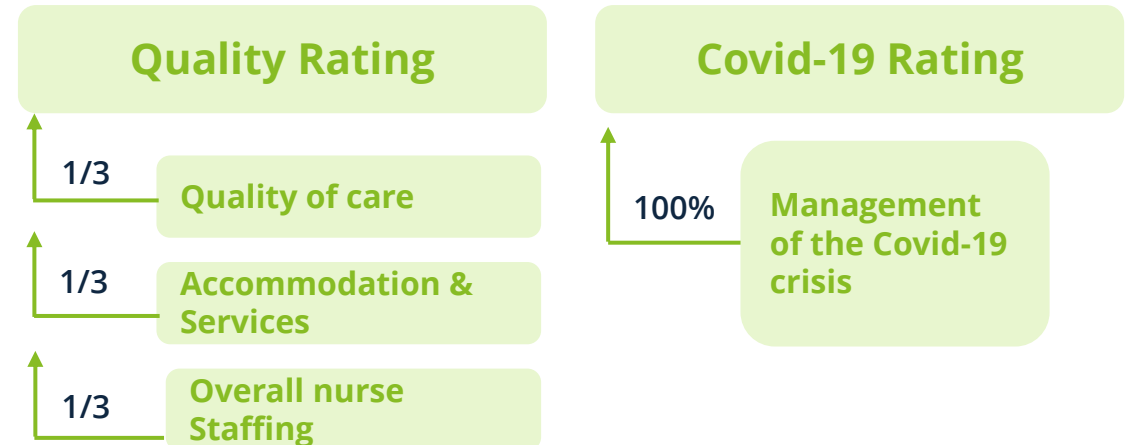 Quality Rating
1/3
Quality of care
1/3
Accommodation &
Services
1/3
Overall nurse
Staffing
Covid-19 Rating
100%
Management
of the Covid-19
crisis